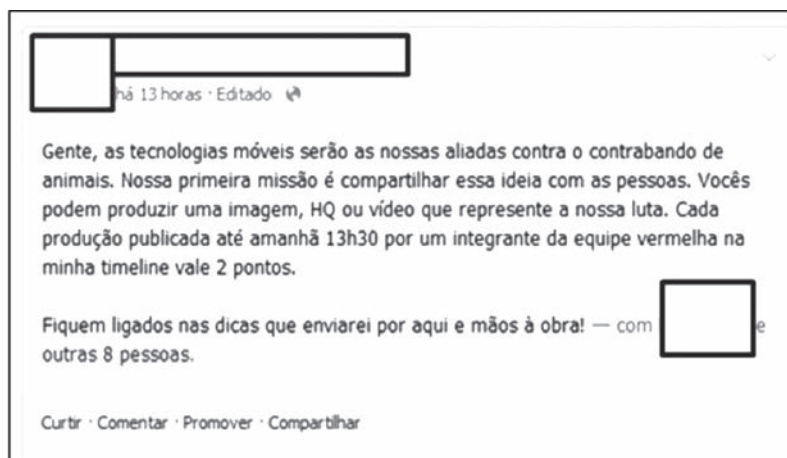 há 13 horas · Editado
Gente, as tecnologias móveis serão as nossas aliadas contra o contrabando de
animais. Nossa primeira missão é compartilhar essa ideia com as pessoas. Vocês
podem produzir uma imagem, HQ ou vídeo que represente a nossa luta. Cada
produção publicada até amanhã 13h30 por um integrante da equipe vermelha na
minha timeline vale 2 pontos.
Fiquem ligados nas dicas que enviarei por aqui e mãos à obra! — com e
outras 8 pessoas.
Curtir · Comentar · Promover · Compartilhar